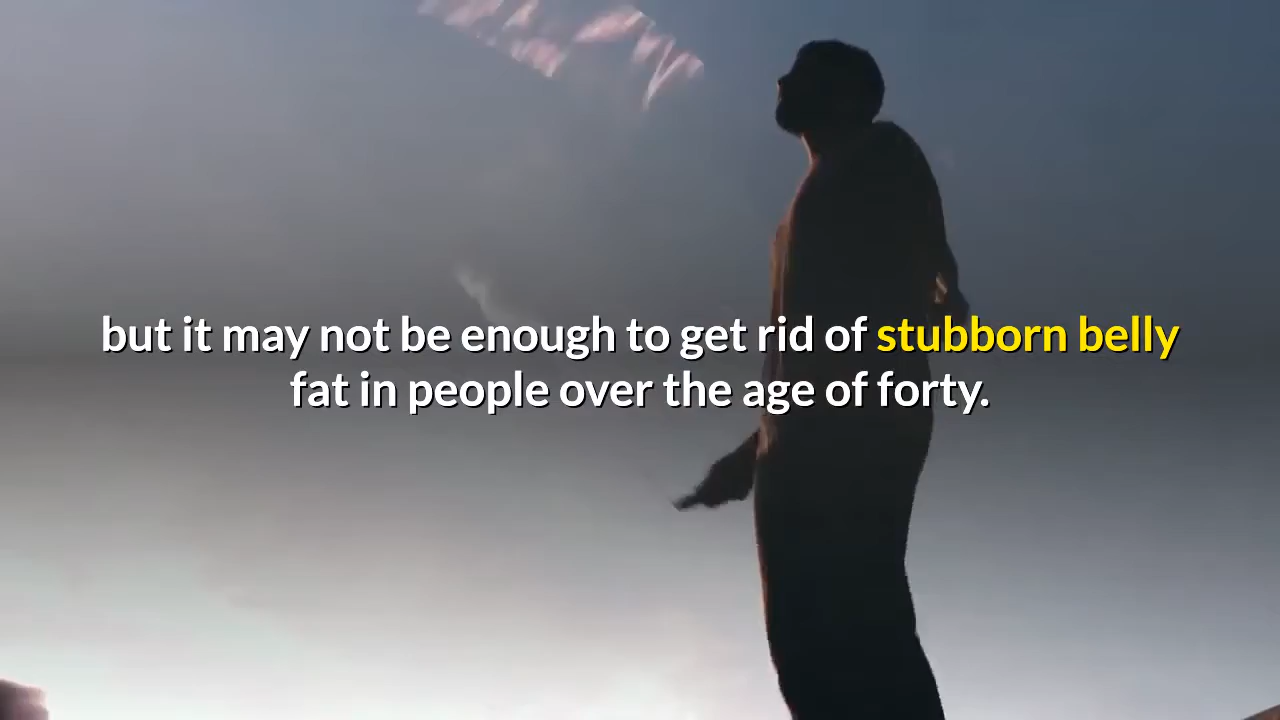 but it may not be enough to get rid of stubborn belly
fat in people over the age of forty.